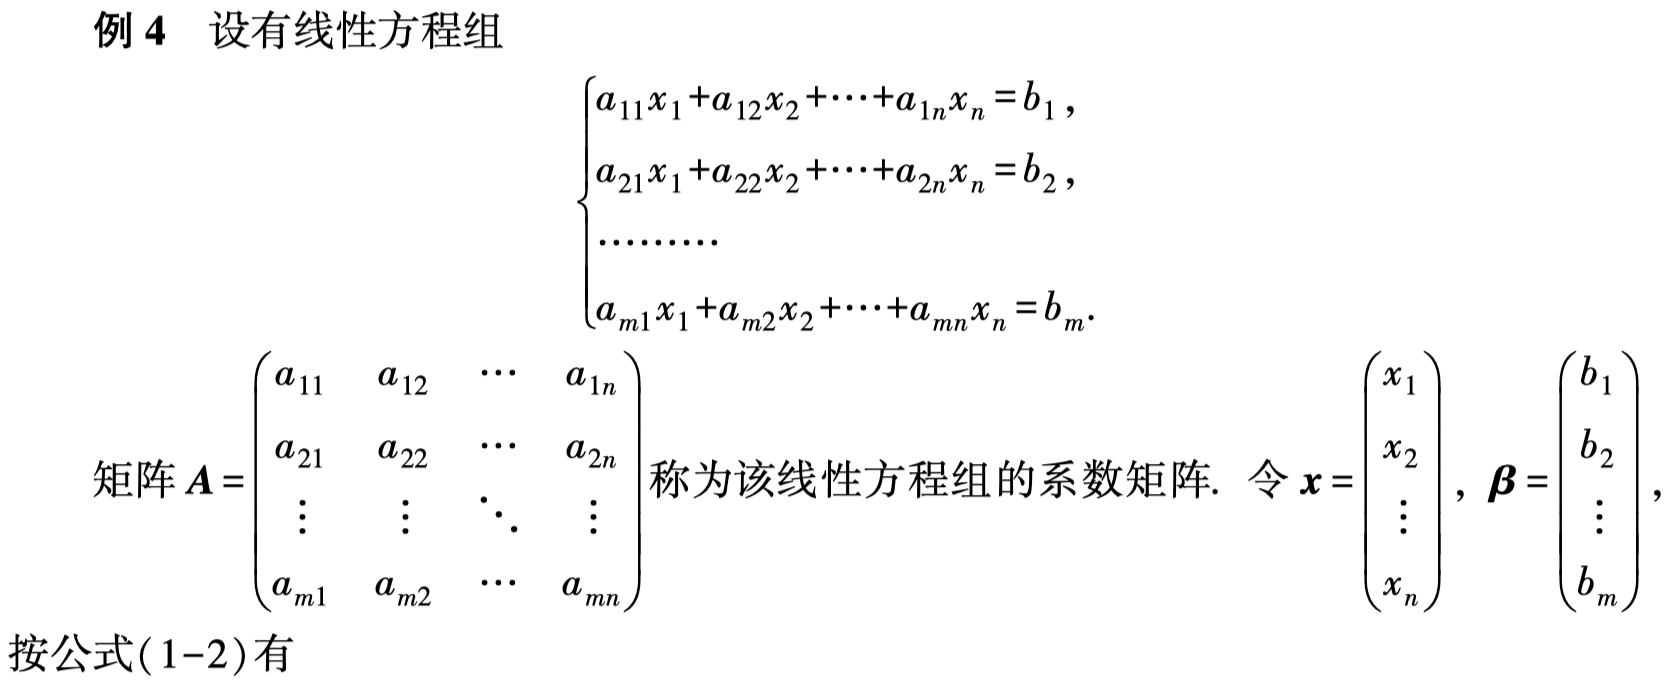 例 4 设有线性方程组
$$\begin{cases} a_{11}x_1+a_{12}x_2+\cdots+a_{1n}x_n=b_1, \\ a_{21}x_1+a_{22}x_2+\cdots+a_{2n}x_n=b_2, \\ \cdots\cdots\cdots \\ a_{m1}x_1+a_{m2}x_2+\cdots+a_{mn}x_n=b_m. \end{cases}$$
矩阵 $\boldsymbol{A}=\begin{pmatrix} a_{11} & a_{12} & \cdots & a_{1n} \\ a_{21} & a_{22} & \cdots & a_{2n} \\ \vdots & \vdots & \ddots & \vdots \\ a_{m1} & a_{m2} & \cdots & a_{mn} \end{pmatrix}$ 称为该线性方程组的系数矩阵. 令 $\boldsymbol{x}=\begin{pmatrix} x_1 \\ x_2 \\ \vdots \\ x_n \end{pmatrix}$, $\boldsymbol{\beta}=\begin{pmatrix} b_1 \\ b_2 \\ \vdots \\ b_m \end{pmatrix}$,
按公式(1-2)有